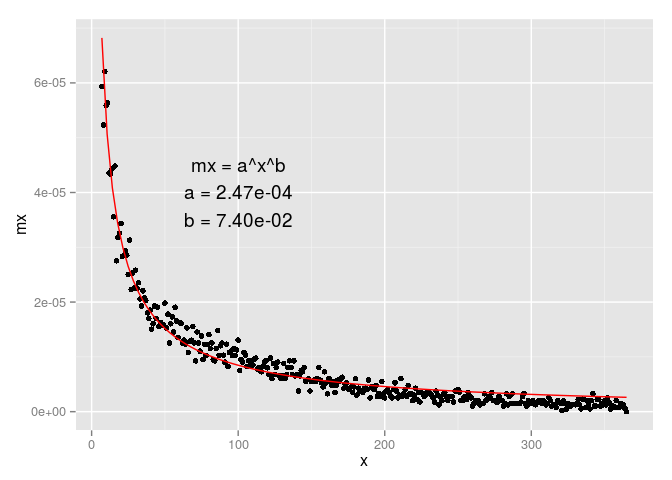 6e-05
4e-05
2e-05
0e+00
mx
mx = a^x^b
a = 2.47e-04
b = 7.40e-02
0
100
200
300
x